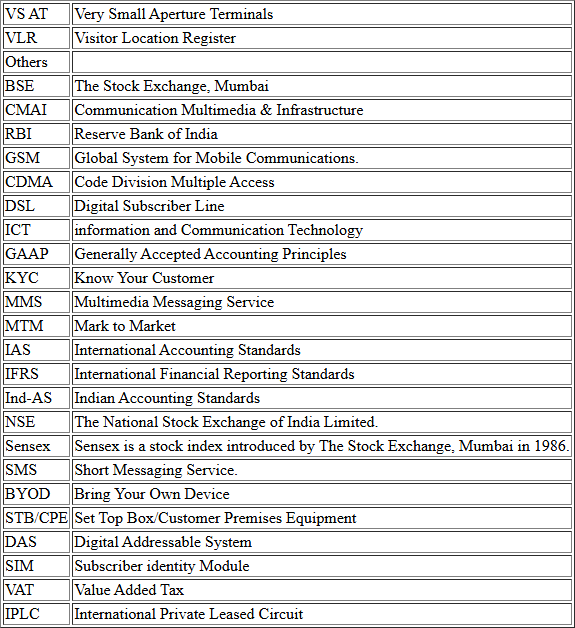 VS AT Very Small Aperture Terminals
VLR Visitor Location Register
Others
BSE The Stock Exchange, Mumbai
CMAI Communication Multimedia & Infrastructure
RBI Reserve Bank of India
GSM Global System for Mobile Communications.
CDMA Code Division Multiple Access
DSL Digital Subscriber Line
ICT information and Communication Technology
GAAP Generally Accepted Accounting Principles
KYC Know Your Customer
MMS Multimedia Messaging Service
MTM Mark to Market
IAS International Accounting Standards
IFRS International Financial Reporting Standards
Ind-AS Indian Accounting Standards
NSE The National Stock Exchange of India Limited.
Sensex Sensex is a stock index introduced by The Stock Exchange, Mumbai in 1986.
SMS Short Messaging Service.
BYOD Bring Your Own Device
STB/CPE Set Top Box/Customer Premises Equipment
DAS Digital Addressable System
SIM Subscriber identity Module
VAT Value Added Tax
IPLC International Private Leased Circuit